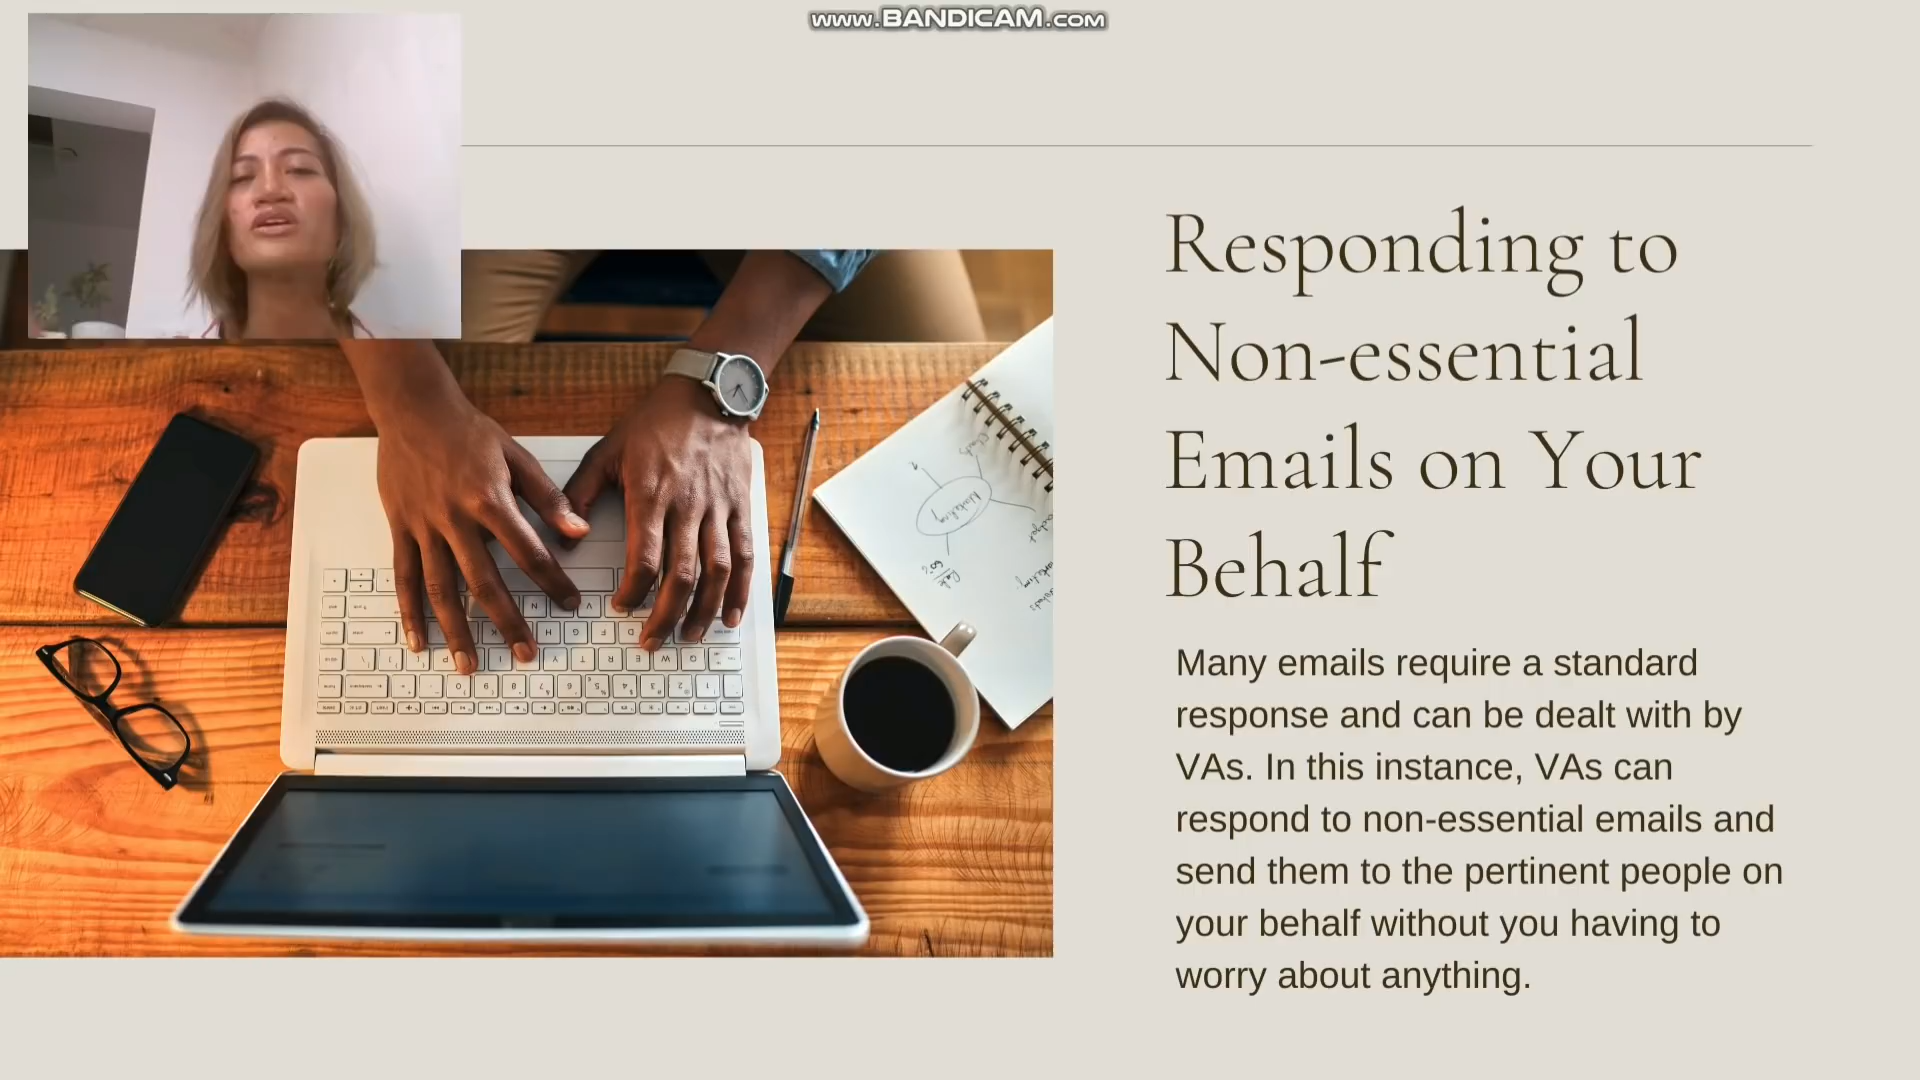 www.BANDICAM.com
Responding to
Non-essential
Emails on Your
Behalf
Many emails require a standard
response and can be dealt with by
VAs. In this instance, VAs can
respond to non-essential emails and
send them to the pertinent people on
your behalf without you having to
worry about anything.
Marketing